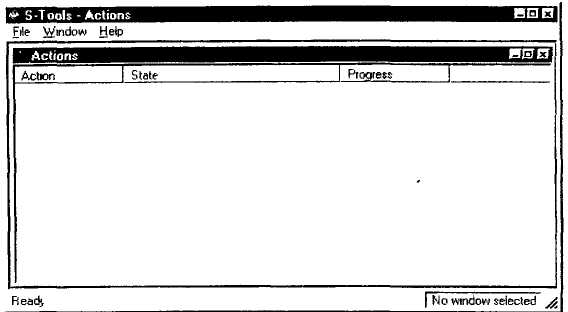 S-Tools - Actions
File Window Help
Actions
Action State Progress
Ready No window selected